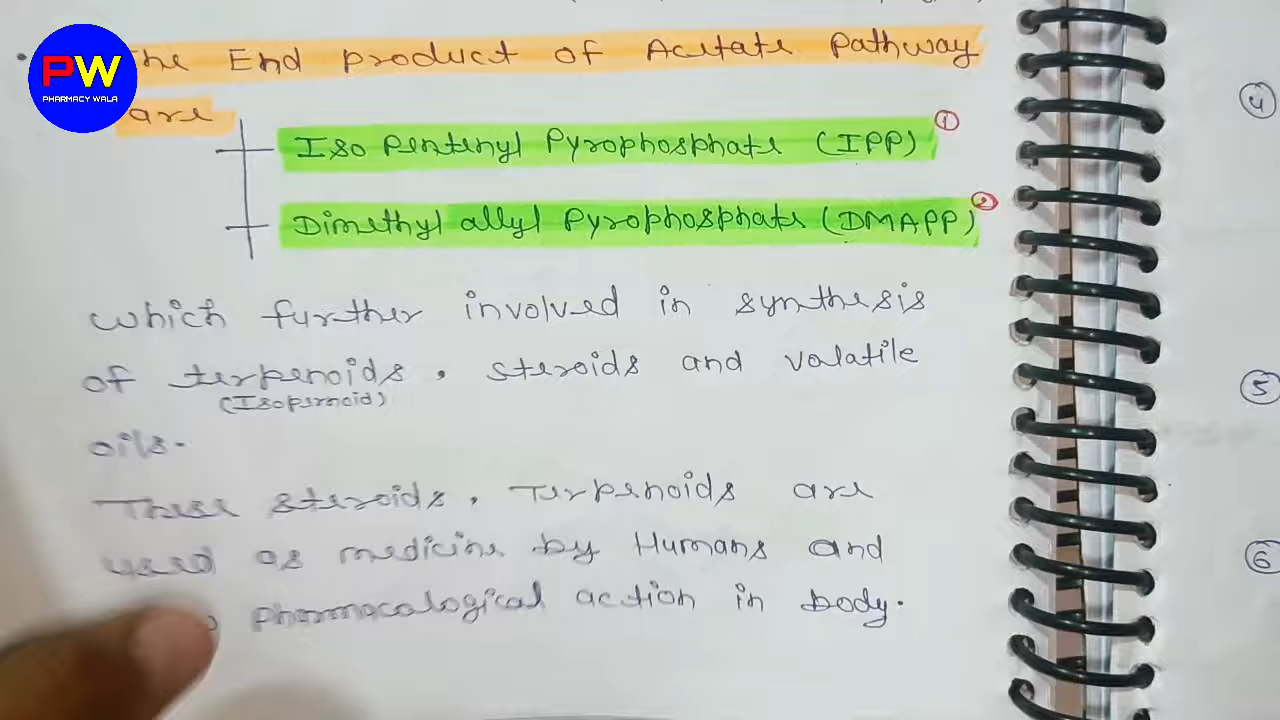 PW
PHARMACY WALA
The End product of Acetate Pathway
are
Iso Pentenyl Pyrophosphate (IPP) ①
Dimethyl allyl Pyrophosphate (DMAPP) ②
which further involved in synthesis
of terpenoids, steroids and volatile
(Isopernoid)
oils.
These steroids, Terpenoids are
used as medicine by Humans and
pharmacological action in body.
④
⑤
⑥